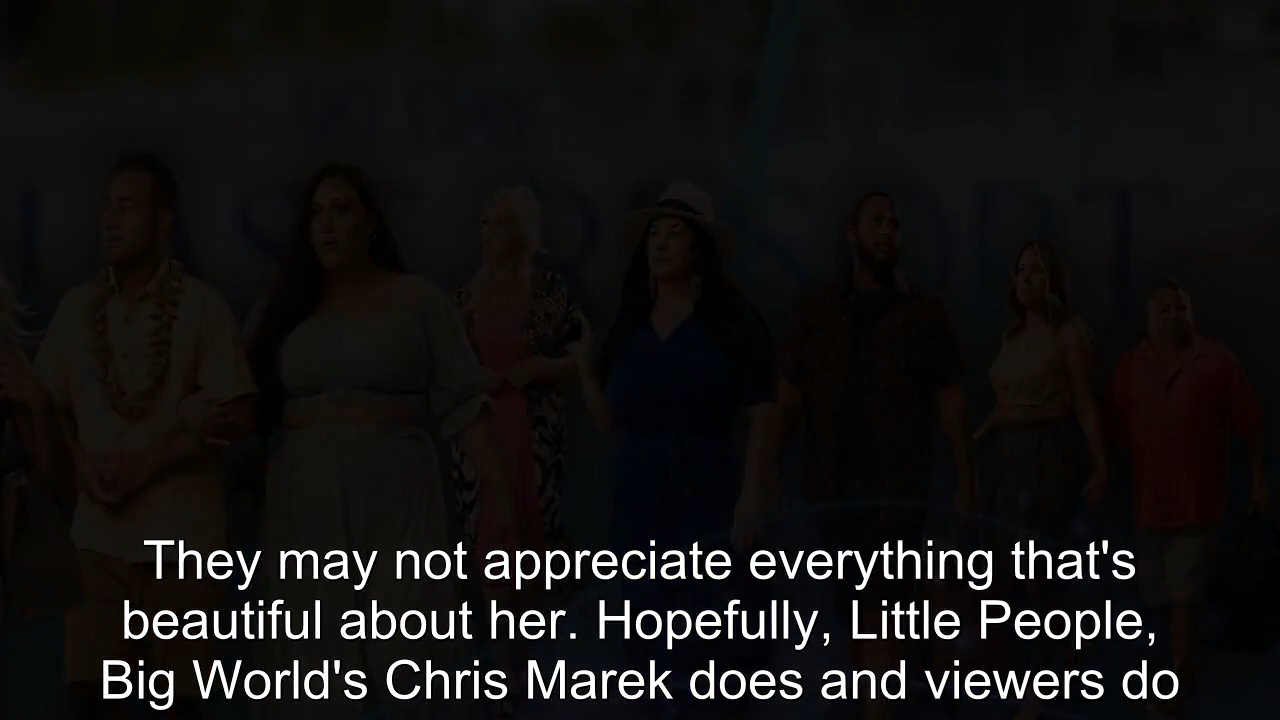 They may not appreciate everything that's
beautiful about her. Hopefully, Little People,
Big World's Chris Marek does and viewers do